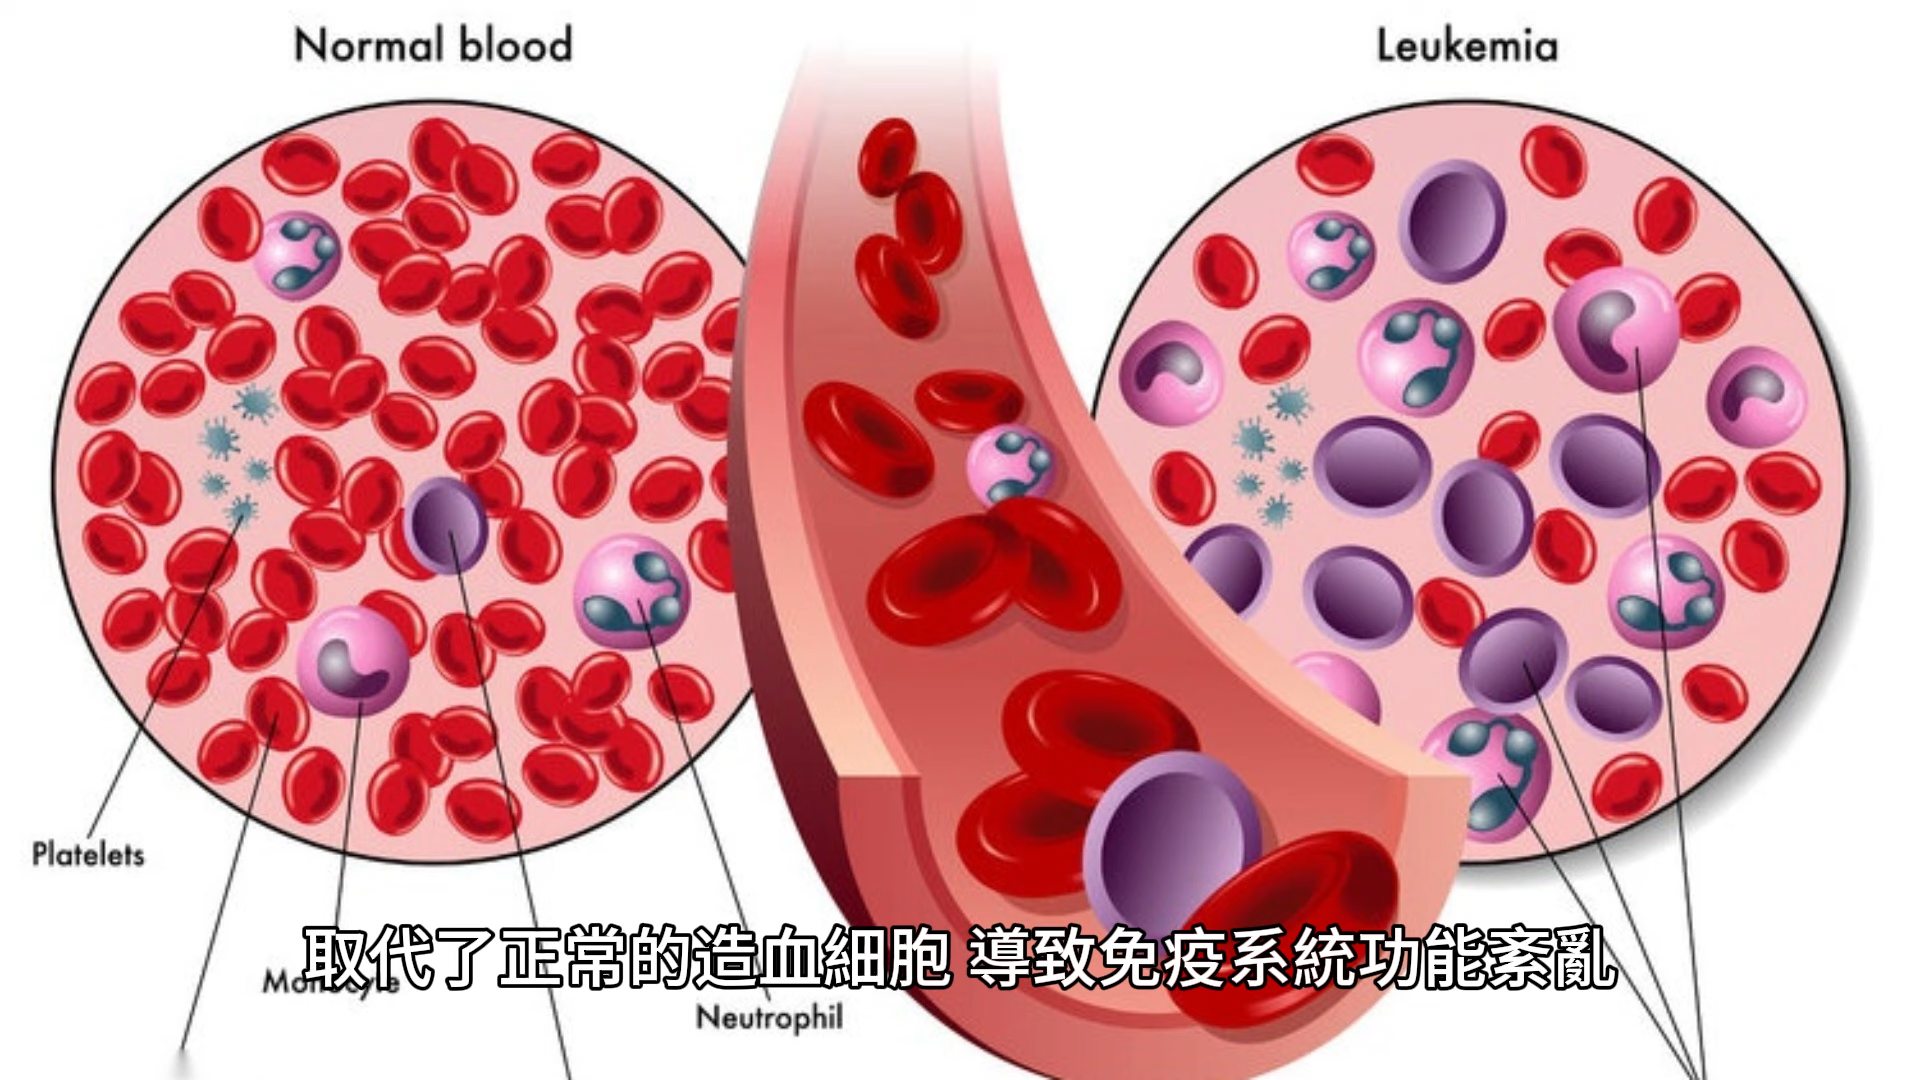 Normal blood
Leukemia
Platelets
取代了正常的造血細胞 導致免疫系統功能紊亂
Monocyte
Neutrophil